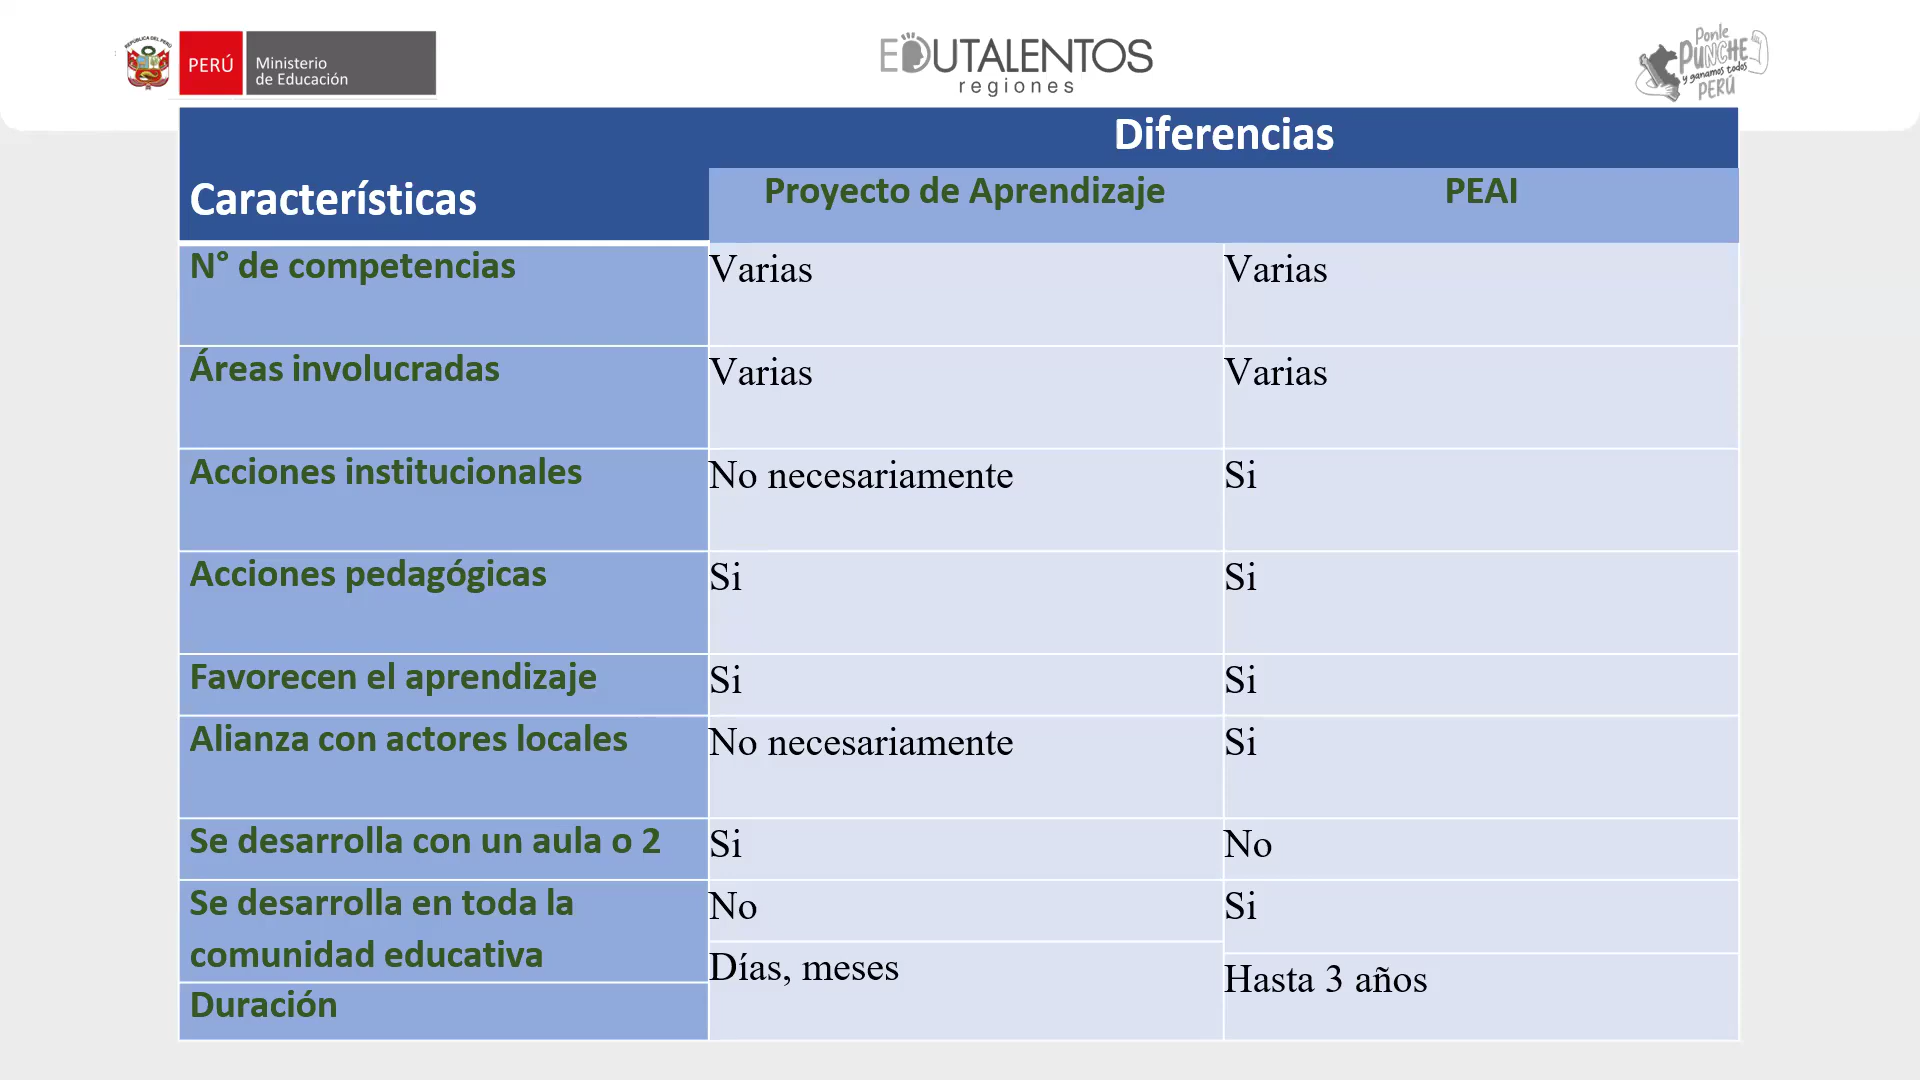 REPÚBLICA DEL PERÚ
PERÚ
Ministerio
de Educación
EDUTALENTOS
regiones
Ponle
PUNCHE
y ganamos todos
PERÚ
Diferencias
Características
Proyecto de Aprendizaje
PEAI
N° de competencias
Varias
Varias
Áreas involucradas
Varias
Varias
Acciones institucionales
No necesariamente
Si
Acciones pedagógicas
Si
Si
Favorecen el aprendizaje
Si
Si
Alianza con actores locales
No necesariamente
Si
Se desarrolla con un aula o 2
Si
No
Se desarrolla en toda la
comunidad educativa
No
Si
Duración
Días, meses
Hasta 3 años